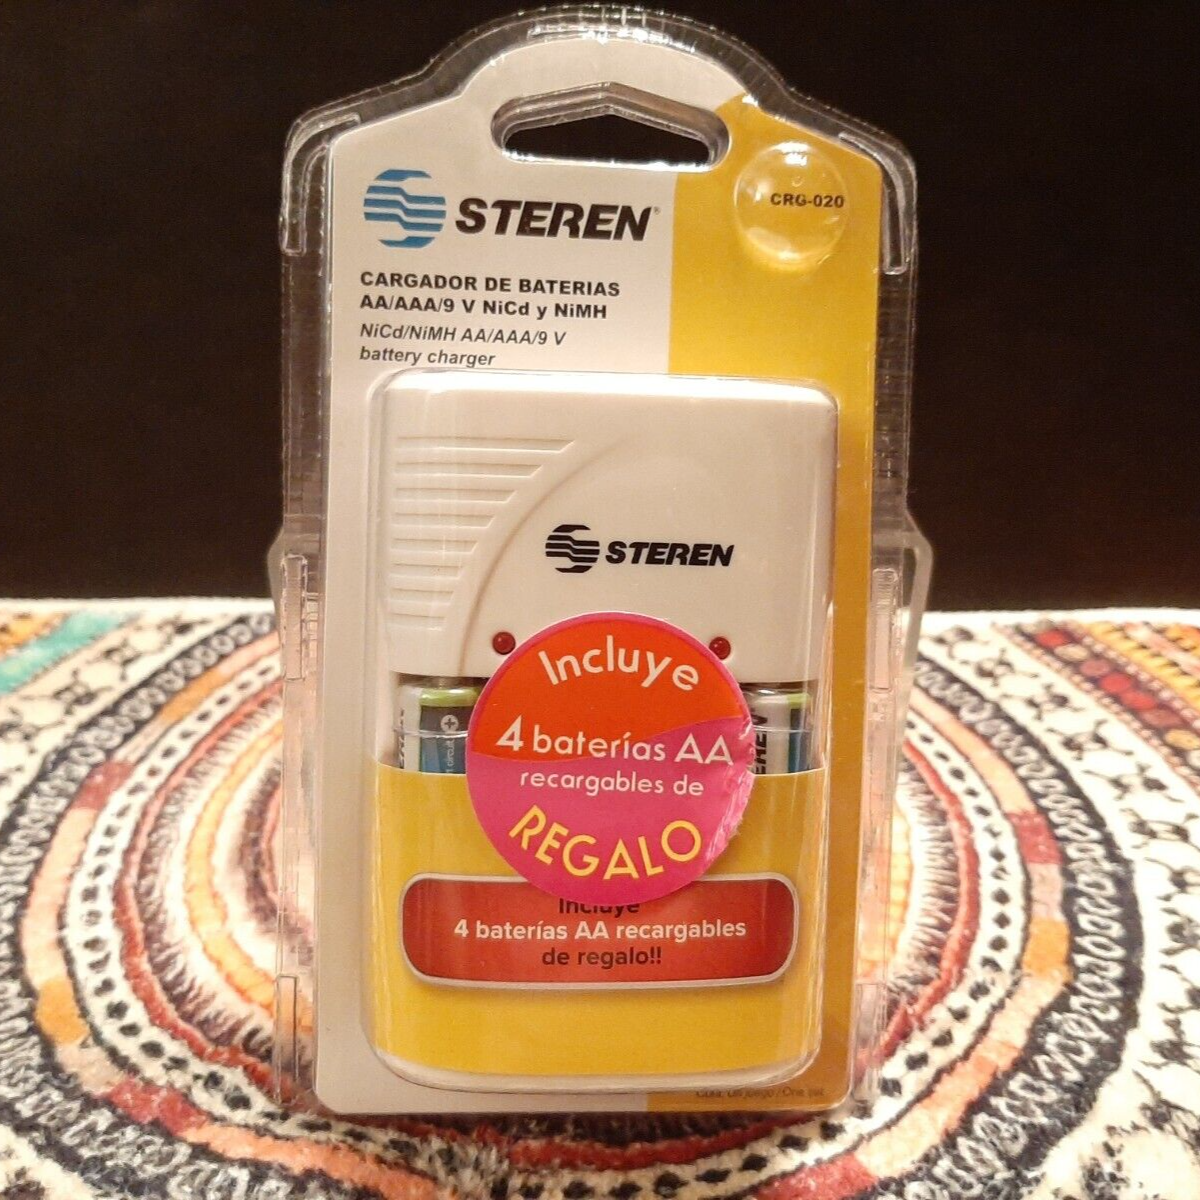 STEREN®
CRG-020
CARGADOR DE BATERIAS
AA/AAA/9 V NiCd y NiMH
NiCd/NiMH AA/AAA/9 V
battery charger
STEREN
Incluye
4 baterías AA
recargables de
REGALO
Incluye
4 baterías AA recargables
de regalo!!